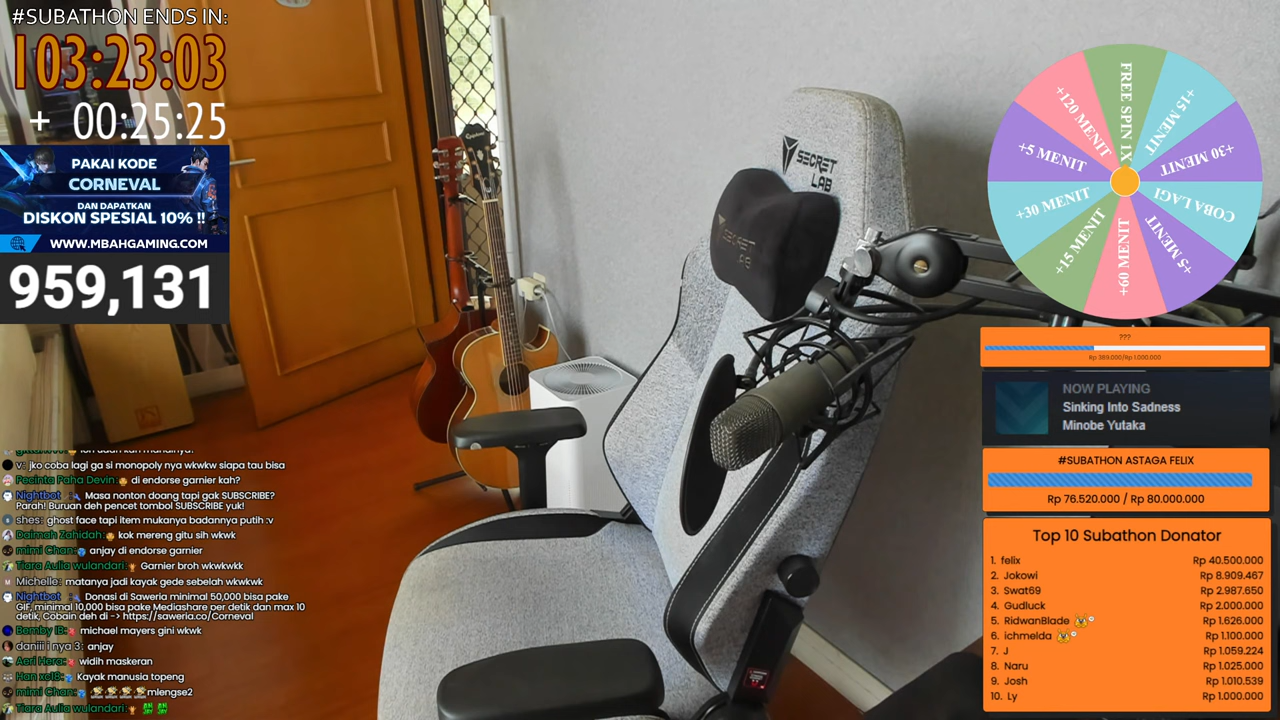 #SUBATHON ENDS IN:
103:23:03
+ 00:25:25
PAKAI KODE
CORNEVAL
DAN DAPATKAN
DISKON SPESIAL 10% !!
WWW.MBAHGAMING.COM
959,131
v: jko coba lagi ga si monopoly nya wkwkw siapa tau bisa
Pecinta Paha Devin: di endorse garnier kah?
Nightbot Masa nonton doang tapi gak SUBSCRIBE?
Parah! Buruan deh pencet tombol SUBSCRIBE yuk!
shes: ghost face tapi item mukanya badannya putih :v
Daimah Zahidah: kok mereng gitu sih wkwk
mimi Chan: anjay di endorse garnier
Tiara Aulia wulandari: Garnier broh wkwkwkk
Michelle: matanya jadi kayak gede sebelah wkwkwk
Nightbot Donasi di Saweria minimal 50,000 bisa pake
GIF, minimal 10,000 bisa pake Mediashare per detik dan max 10
detik, Cobain deh di -> https://saweria.co/Corneval
Bamby IB: michael mayers gini wkwk
daniii i nya 3: anjay
Aeri Hera: widih maskeran
Han xc18: Kayak manusia topeng
mimi Chan: mlengse2
Tiara Aulia wulandari: AN JAY AN JAY
SECRET
LAB
SECRET
LAB
FREE SPIN 1X
+15 MENIT
+30 MENIT
COBA LAGI
+5 MENIT
+60 MENIT
+15 MENIT
+30 MENIT
+5 MENIT
+120 MENIT
???
Rp 389.000/Rp 1.000.000
NOW PLAYING
Sinking Into Sadness
Minobe Yutaka
#SUBATHON ASTAGA FELIX
Rp 76.520.000 / Rp 80.000.000
Top 10 Subathon Donator
1. felix Rp 40.500.000
2. Jokowi Rp 8.909.467
3. Swat69 Rp 2.987.650
4. Gudluck Rp 2.000.000
5. RidwanBlade Rp 1.626.000
6. ichmelda Rp 1.100.000
7. J Rp 1.059.224
8. Naru Rp 1.025.000
9. Josh Rp 1.010.539
10. Ly Rp 1.000.000